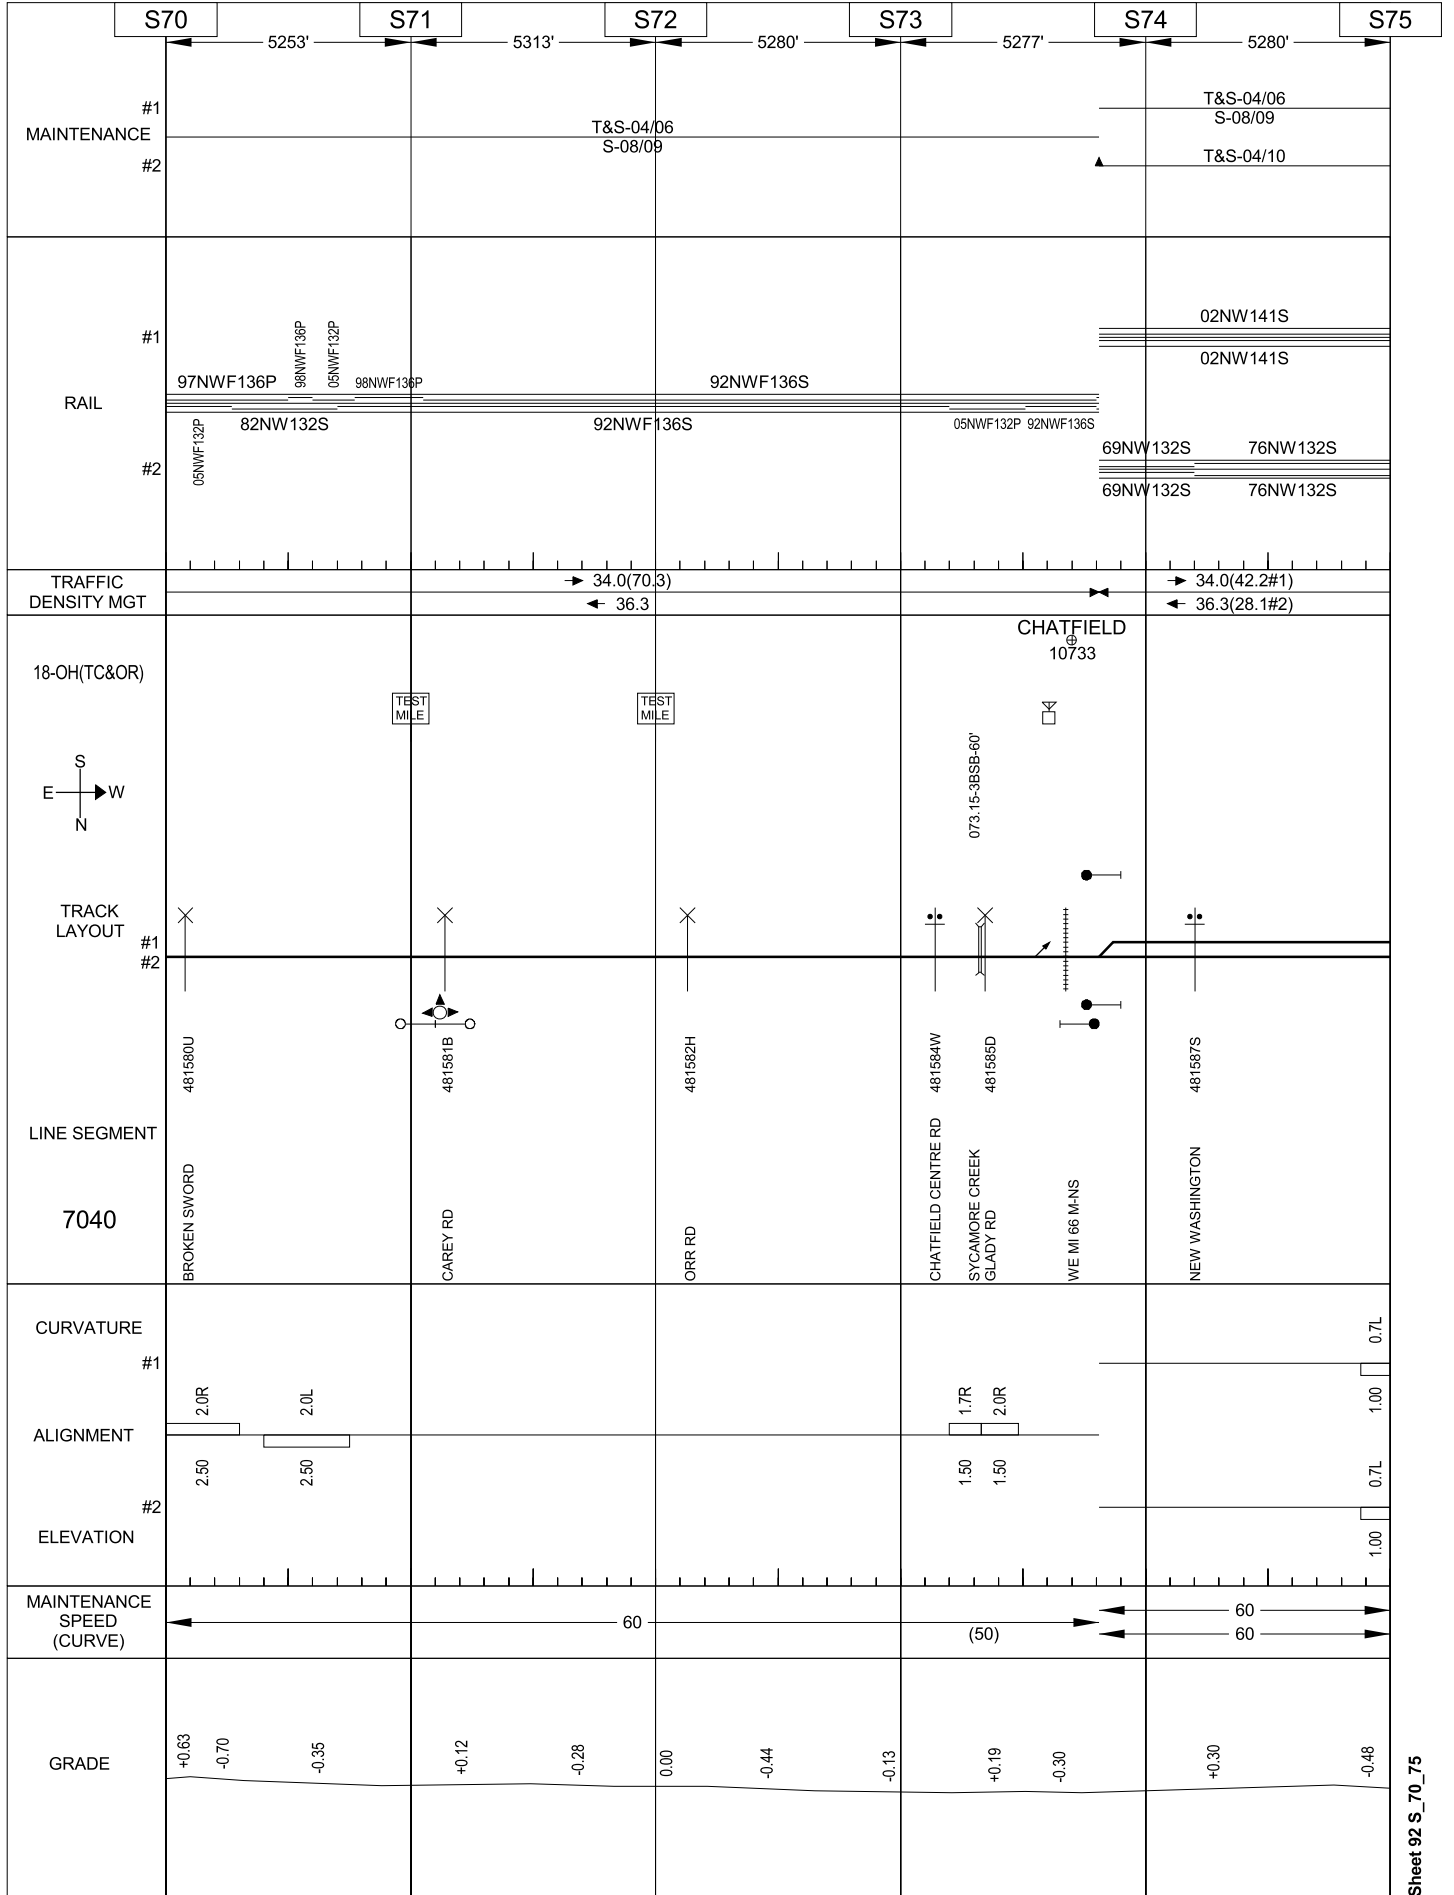 S70 S71 S72 S73 S74 S75
5253' 5313' 5280' 5277' 5280'
MAINTENANCE
#1
#2
T&S-04/06
S-08/09
T&S-04/06
S-08/09
T&S-04/10
RAIL
#1
#2
97NWF136P
98NWF136P
05NWF132P
98NWF136P
92NWF136S
05NWF132P
82NW132S
92NWF136S
05NWF132P
92NWF136S
02NW141S
02NW141S
69NW132S
76NW132S
69NW132S
76NW132S
TRAFFIC
DENSITY MGT
34.0(70.3)
36.3
34.0(42.2#1)
36.3(28.1#2)
CHATFIELD
10733
18-OH(TC&OR)
TEST
MILE
TEST
MILE
S
E W
N
073.15-3BSB-60'
TRACK
LAYOUT
#1
#2
481580U
481581B
481582H
481584W
481585D
481587S
LINE SEGMENT
7040
BROKEN SWORD
CAREY RD
ORR RD
CHATFIELD CENTRE RD
SYCAMORE CREEK
GLADY RD
WE MI 66 M-NS
NEW WASHINGTON
CURVATURE
#1
ALIGNMENT
#2
ELEVATION
2.0R
2.0L
1.7R
2.0R
0.7L
2.50
2.50
1.50
1.50
1.00
0.7L
1.00
MAINTENANCE
SPEED
(CURVE)
60
(50)
60
60
GRADE
+0.63
-0.70
-0.35
+0.12
-0.28
0.00
-0.44
-0.13
+0.19
-0.30
+0.30
-0.48
Sheet 92 S_70_75